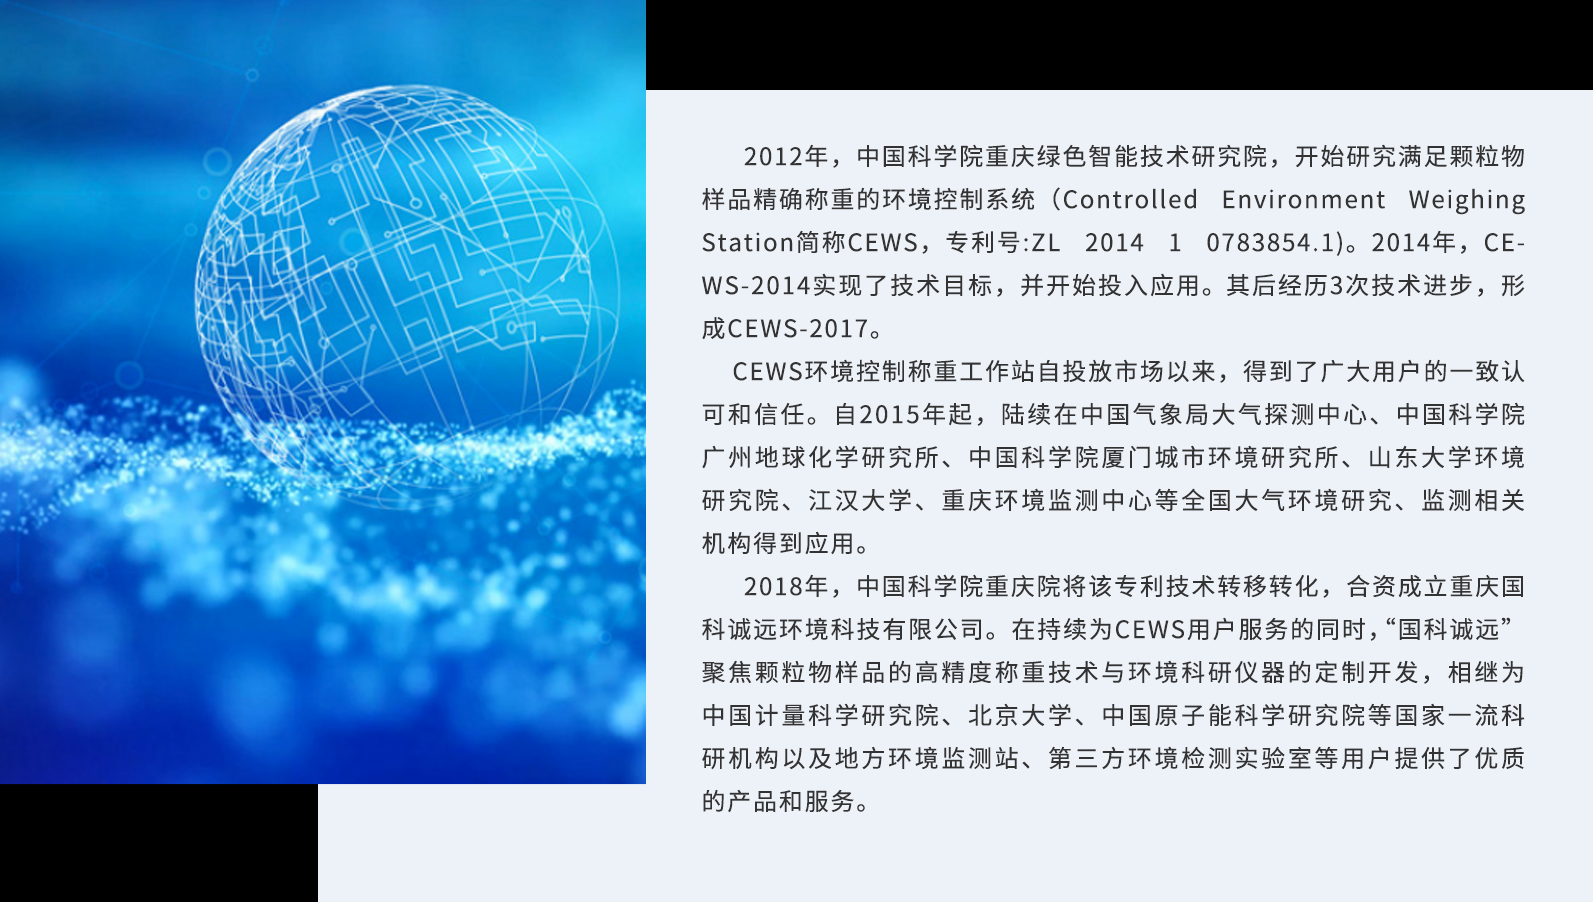 2012年，中国科学院重庆绿色智能技术研究院，开始研究满足颗粒物
样品精确称重的环境控制系统（Controlled Environment Weighing
Station简称CEWS，专利号:ZL 2014 1 0783854.1)。2014年，CE-
WS-2014实现了技术目标，并开始投入应用。其后经历3次技术进步，形
成CEWS-2017。
CEWS环境控制称重工作站自投放市场以来，得到了广大用户的一致认
可和信任。自2015年起，陆续在中国气象局大气探测中心、中国科学院
广州地球化学研究所、中国科学院厦门城市环境研究所、山东大学环境
研究院、江汉大学、重庆环境监测中心等全国大气环境研究、监测相关
机构得到应用。
2018年，中国科学院重庆院将该专利技术转移转化，合资成立重庆国
科诚远环境科技有限公司。在持续为CEWS用户服务的同时，“国科诚远”
聚焦颗粒物样品的高精度称重技术与环境科研仪器的定制开发，相继为
中国计量科学研究院、北京大学、中国原子能科学研究院等国家一流科
研机构以及地方环境监测站、第三方环境检测实验室等用户提供了优质
的产品和服务。